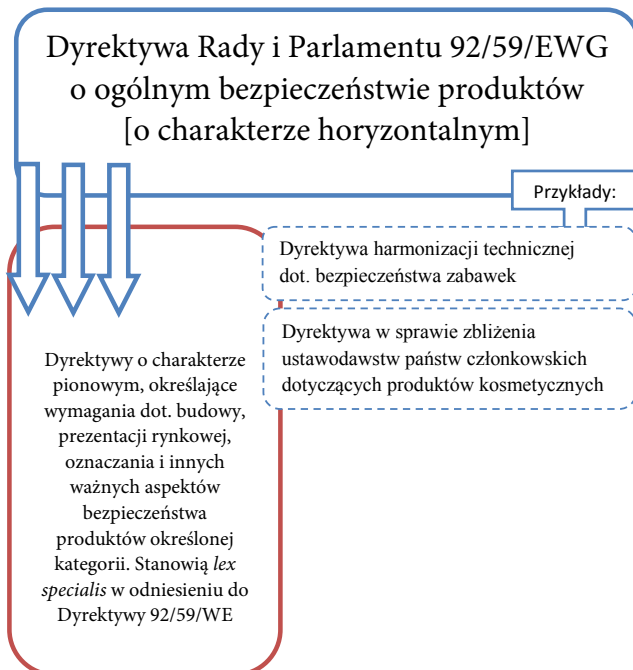 Dyrektywa Rady i Parlamentu 92/59/EWG
o ogólnym bezpieczeństwie produktów
[o charakterze horyzontalnym]
Przykłady:
Dyrektywa harmonizacji technicznej
dot. bezpieczeństwa zabawek
Dyrektywa w sprawie zbliżenia
ustawodawstw państw członkowskich
dotyczących produktów kosmetycznych
Dyrektywy o charakterze
pionowym, określające
wymagania dot. budowy,
prezentacji rynkowej,
oznaczania i innych
ważnych aspektów
bezpieczeństwa
produktów określonej
kategorii. Stanowią lex
specialis w odniesieniu do
Dyrektywy 92/59/WE